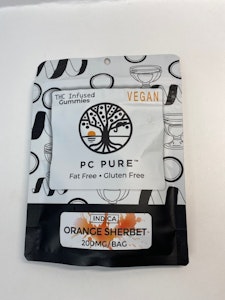 THC Infused
Gummies
VEGAN
PC PURE™
Fat Free • Gluten Free
INDICA
ORANGE SHERBET
200MG/BAG